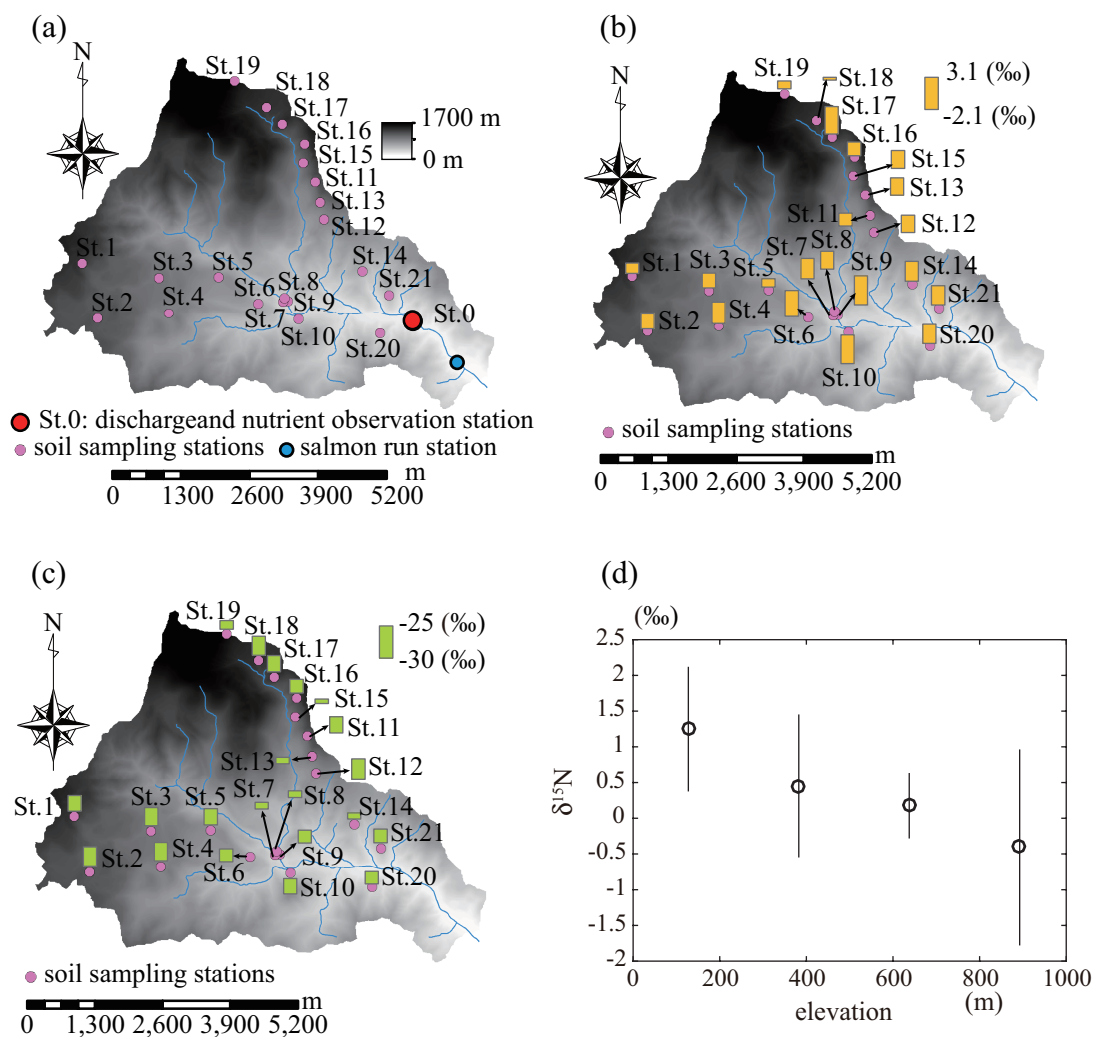 (a)
N
St.19
St.18
St.17
St.16
St.15
St.11
St.13
St.12
1700 m
0 m
St.1
St.3
St.5
St.14
St.2
St.4
St.6
St.8
St.21
St.7
St.9
St.0
St.10
St.20
St.0: dischargeand nutrient observation station
soil sampling stations
salmon run station
m
0 1300 2600 3900 5200
(b)
N
St.19
St.18
St.17
St.16
St.15
St.13
St.11
St.12
3.1 (‰)
-2.1 (‰)
St.7
St.8
St.1
St.3
St.5
St.9
St.14
St.2
St.4
St.21
St.6
St.20
St.10
soil sampling stations
m
0 1,300 2,600 3,900 5,200
(c)
N
St.19
St.18
St.17
St.16
St.15
St.11
St.13
St.12
-25 (‰)
-30 (‰)
St.1
St.3
St.5
St.7
St.8
St.14
St.2
St.4
St.21
St.6
St.9
St.10
St.20
soil sampling stations
m
0 1,300 2,600 3,900 5,200
(d)
(‰)
2.5
2
1.5
1
0.5
0
-0.5
-1
-1.5
-2
δ¹⁵N
0 200 400 600 800 1000
elevation
(m)